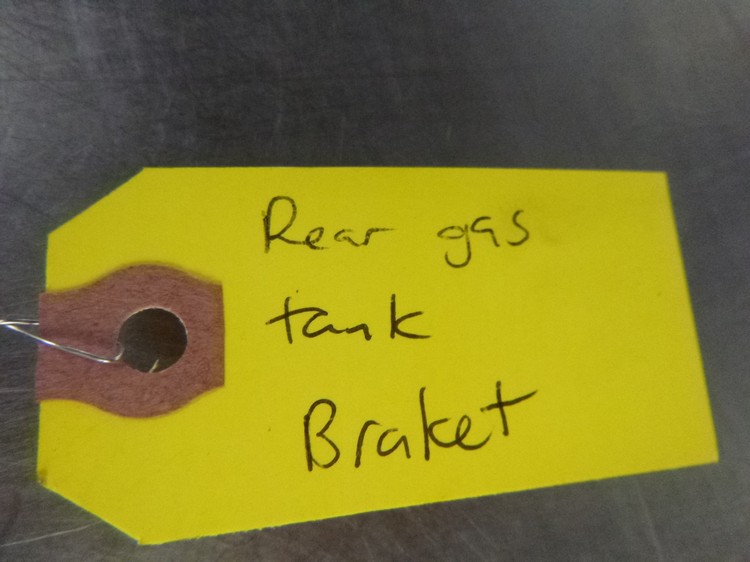 Rear gas
tank
Braket